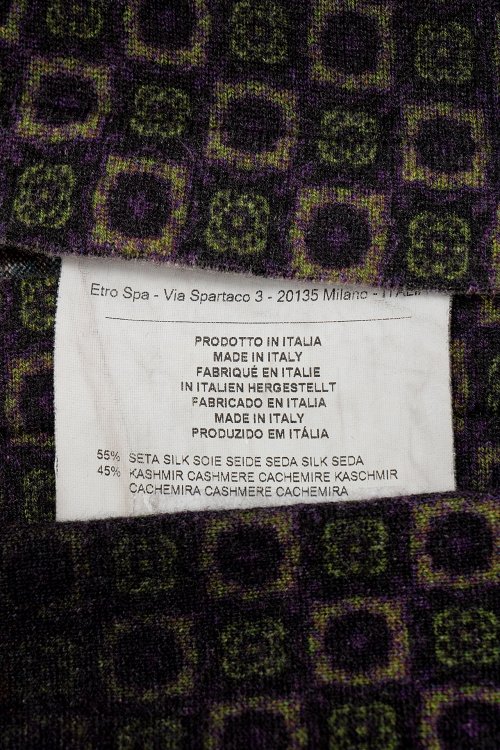 Etro Spa - Via Spartaco 3 - 20135 Milano - ITALIA
PRODOTTO IN ITALIA
MADE IN ITALY
FABRIQUÉ EN ITALIE
IN ITALIEN HERGESTELLT
FABRICADO EN ITALIA
MADE IN ITALY
PRODUZIDO EM ITÁLIA
55% SETA SILK SOIE SEIDE SEDA SILK SEDA
45% KASHMIR CASHMERE CACHEMIRE KASCHMIR
CACHEMIRA CASHMERE CACHEMIRA